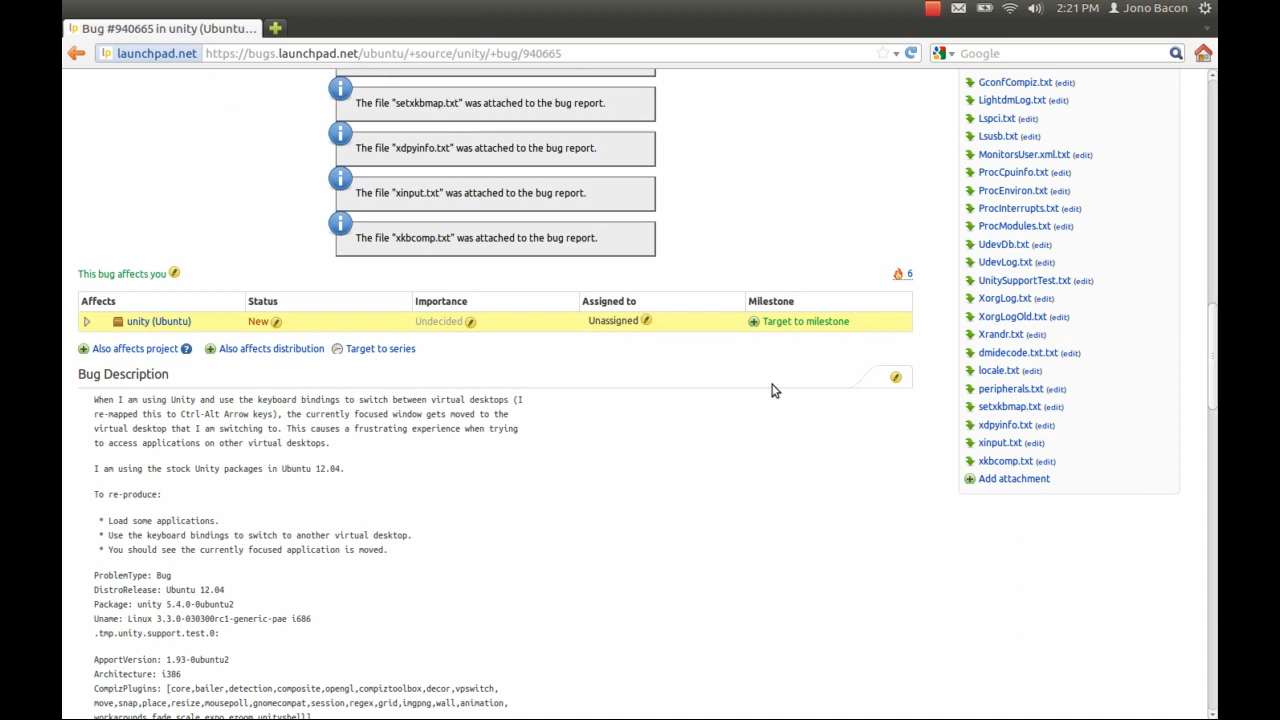 2:21 PM Jono Bacon
Bug #940665 in unity (Ubuntu...
launchpad.net https://bugs.launchpad.net/ubuntu/+source/unity/+bug/940665 Google
The file "setxkbmap.txt" was attached to the bug report.
The file "xdpyinfo.txt" was attached to the bug report.
The file "xinput.txt" was attached to the bug report.
The file "xkbcomp.txt" was attached to the bug report.
This bug affects you 6
Affects Status Importance Assigned to Milestone
unity (Ubuntu) New Undecided Unassigned Target to milestone
Also affects project ? Also affects distribution Target to series
Bug Description
When I am using Unity and use the keyboard bindings to switch between virtual desktops (I
re-mapped this to Ctrl-Alt Arrow keys), the currently focused window gets moved to the
virtual desktop that I am switching to. This causes a frustrating experience when trying
to access applications on other virtual desktops.
I am using the stock Unity packages in Ubuntu 12.04.
To re-produce:
* Load some applications.
* Use the keyboard bindings to switch to another virtual desktop.
* You should see the currently focused application is moved.
ProblemType: Bug
DistroRelease: Ubuntu 12.04
Package: unity 5.4.0-0ubuntu2
Uname: Linux 3.3.0-030300rc1-generic-pae i686
.tmp.unity.support.test.0:
ApportVersion: 1.93-0ubuntu2
Architecture: i386
CompizPlugins: [core,bailer,detection,composite,opengl,compiztoolbox,decor,vpswitch,
move,snap,place,resize,mousepoll,gnomecompat,session,regex,grid,imgpng,wall,animation,
workarounds,fade,scale,expo,ezoom,unityshell]
GconfCompiz.txt (edit)
LightdmLog.txt (edit)
Lspci.txt (edit)
Lsusb.txt (edit)
MonitorsUser.xml.txt (edit)
ProcCpuinfo.txt (edit)
ProcEnviron.txt (edit)
ProcInterrupts.txt (edit)
ProcModules.txt (edit)
UdevDb.txt (edit)
UdevLog.txt (edit)
UnitySupportTest.txt (edit)
XorgLog.txt (edit)
XorgLogOld.txt (edit)
Xrandr.txt (edit)
dmidecode.txt.txt (edit)
locale.txt (edit)
peripherals.txt (edit)
setxkbmap.txt (edit)
xdpyinfo.txt (edit)
xinput.txt (edit)
xkbcomp.txt (edit)
Add attachment